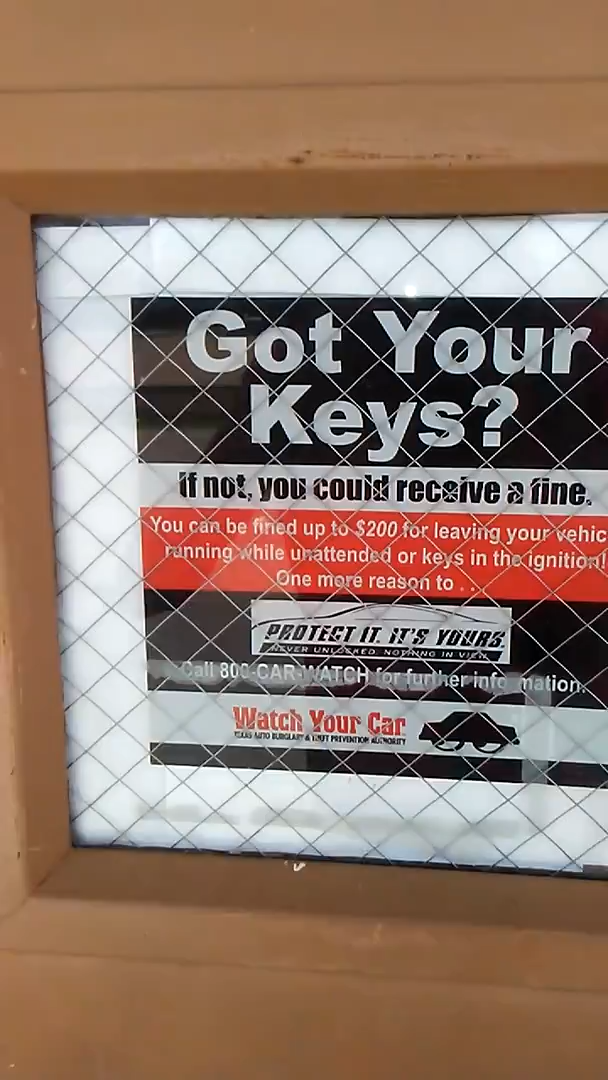 Got Your
Keys?
If not, you could receive a fine.
You can be fined up to $200 for leaving your vehic
running while unattended or keys in the ignition!
One more reason to . .
PROTECT IT. IT'S YOURS.
NEVER UNLOCKED. NOTHING IN VIEW.
Call 800-CAR-WATCH for further information.
Watch Your Car
TEXAS AUTO BURGLARY & THEFT PREVENTION AUTHORITY